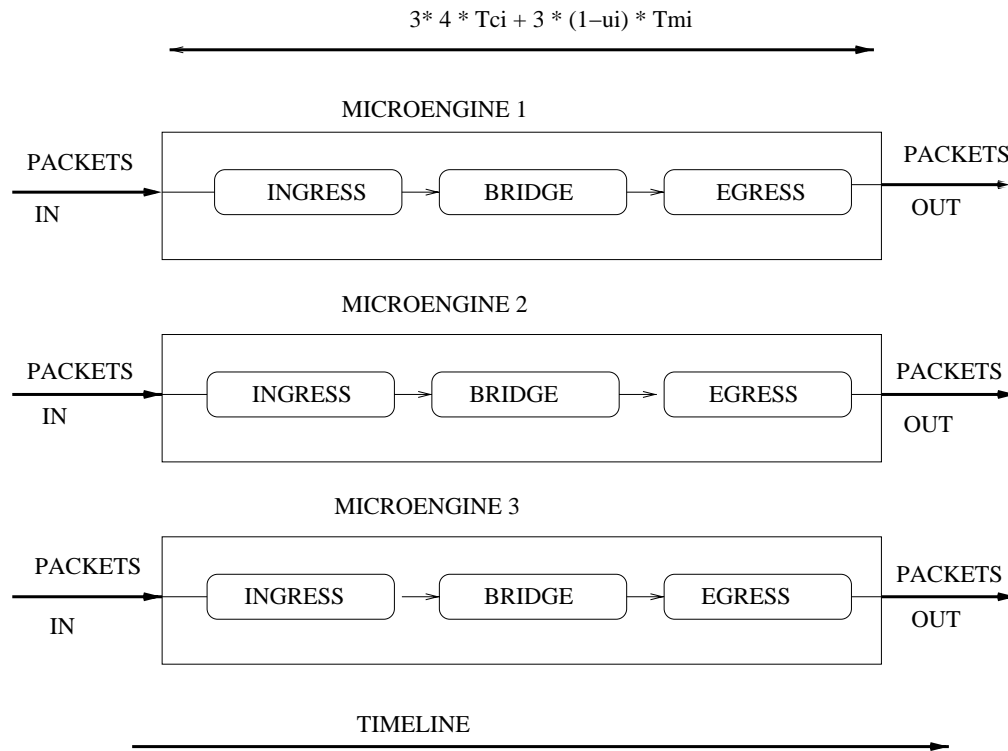 3* 4 * Tci + 3 * (1–ui) * Tmi
MICROENGINE 1
PACKETS
IN
INGRESS
BRIDGE
EGRESS
PACKETS
OUT
MICROENGINE 2
PACKETS
IN
INGRESS
BRIDGE
EGRESS
PACKETS
OUT
MICROENGINE 3
PACKETS
IN
INGRESS
BRIDGE
EGRESS
PACKETS
OUT
TIMELINE